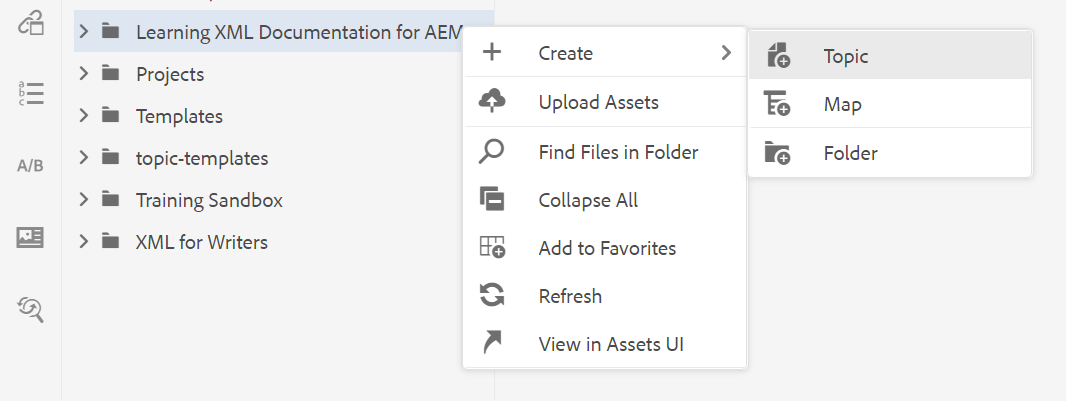 Learning XML Documentation for AEM
Projects
Templates
topic-templates
Training Sandbox
XML for Writers
a
b
c
A/B
Create
Upload Assets
Find Files in Folder
Collapse All
Add to Favorites
Refresh
View in Assets UI
Topic
Map
Folder